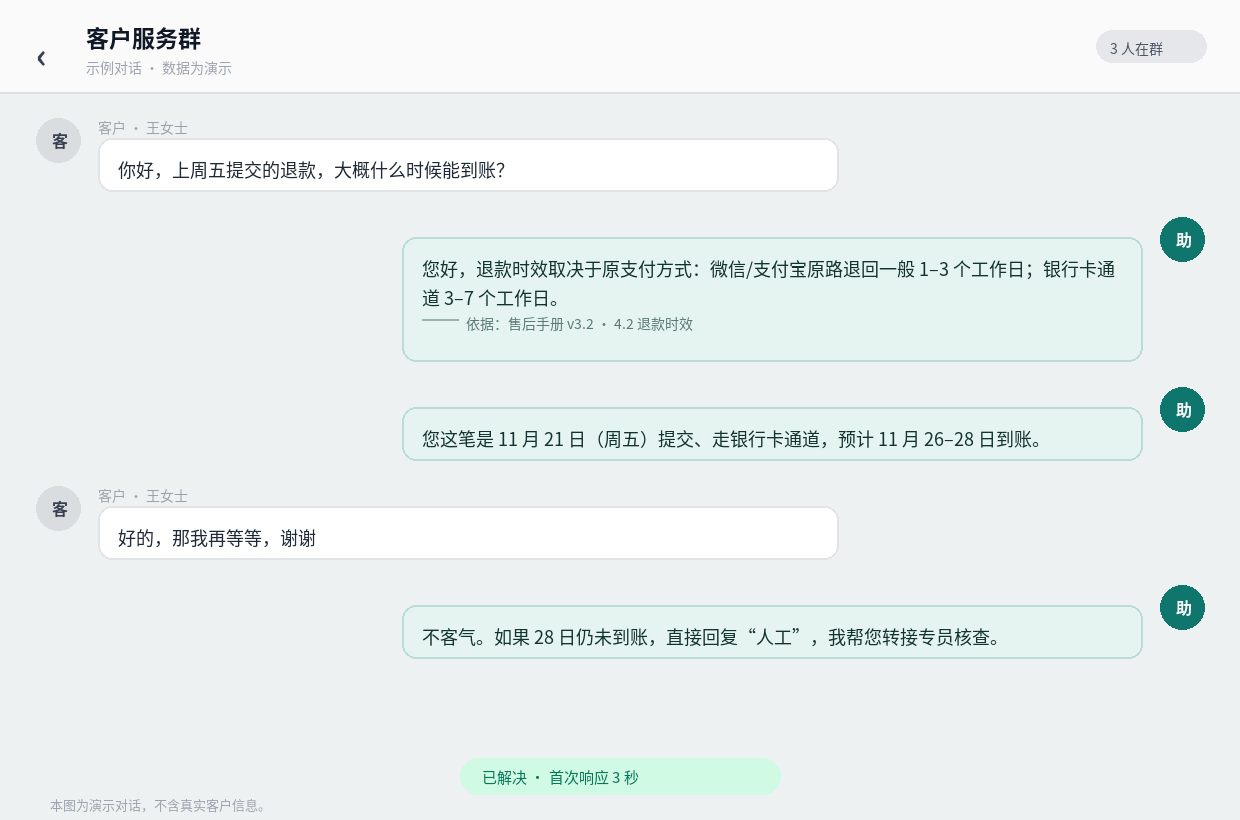 ‹
客户服务群
示例对话 · 数据为演示
3 人在群
客
客户 · 王女士
你好，上周五提交的退款，大概什么时候能到账？
助
您好，退款时效取决于原支付方式：微信/支付宝原路退回一般 1–3 个工作日；银行卡通
道 3–7 个工作日。
依据：售后手册 v3.2 · 4.2 退款时效
助
您这笔是 11 月 21 日（周五）提交、走银行卡通道，预计 11 月 26–28 日到账。
客
客户 · 王女士
好的，那我再等等，谢谢
助
不客气。如果 28 日仍未到账，直接回复“人工”，我帮您转接专员核查。
已解决 · 首次响应 3 秒
本图为演示对话，不含真实客户信息。